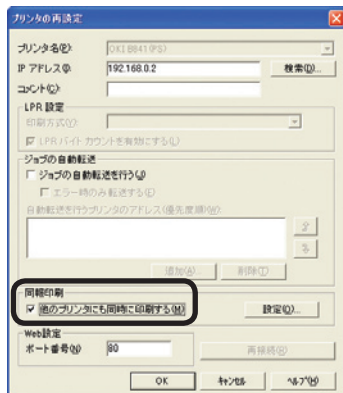 プリンタの再設定
プリンタ名(P): OKI B841(PS)
IP アドレス(I): 192.168.0.2 検索(D)...
コメント(C):
LPR 設定
印刷方式(Y):
LPRバイトカウントを有効にする(L)
ジョブの自動転送
ジョブの自動転送を行う(J)
エラー時のみ転送する(E)
自動転送を行うプリンタのアドレス(優先度順)(W):
追加(A)... 削除(T)
同報印刷
他のプリンタにも同時に印刷する(M) 設定(O)...
Web設定
ポート番号(N) 80 再接続(R)
OK キャンセル ヘルプ(H)